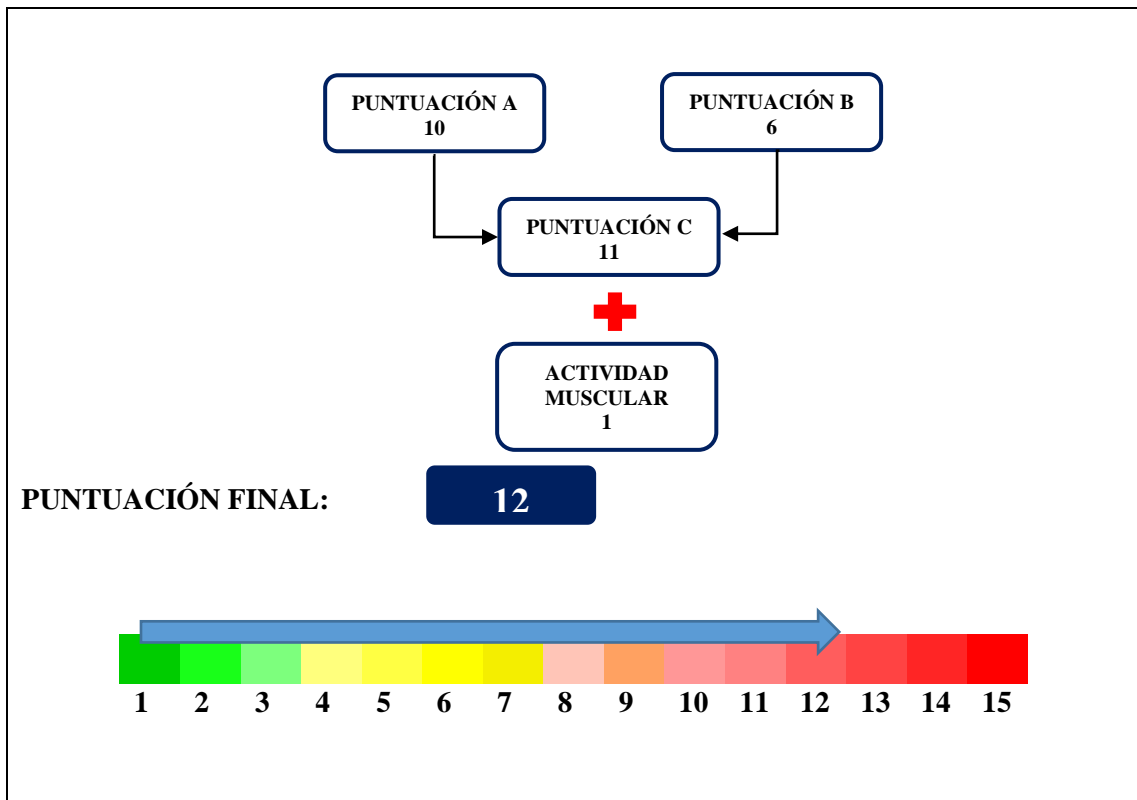 PUNTUACIÓN A
10
PUNTUACIÓN B
6
PUNTUACIÓN C
11
ACTIVIDAD
MUSCULAR
1
PUNTUACIÓN FINAL:
12
1 2 3 4 5 6 7 8 9 10 11 12 13 14 15